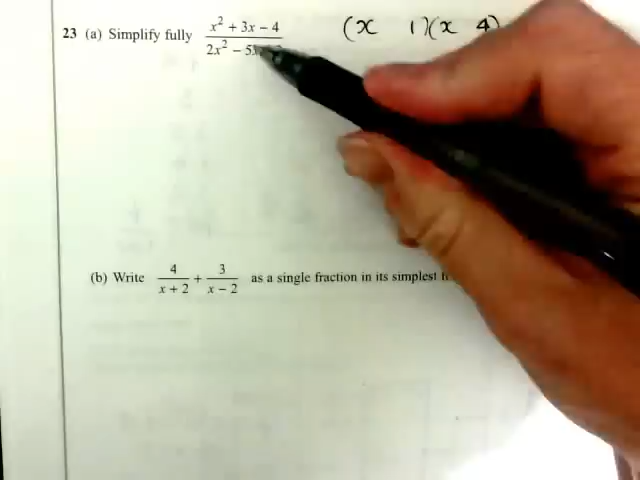 23 (a) Simplify fully (x² + 3x − 4)/(2x² − 5x (x 1)(x 4)
(b) Write 4/(x + 2) + 3/(x − 2) as a single fraction in its simplest